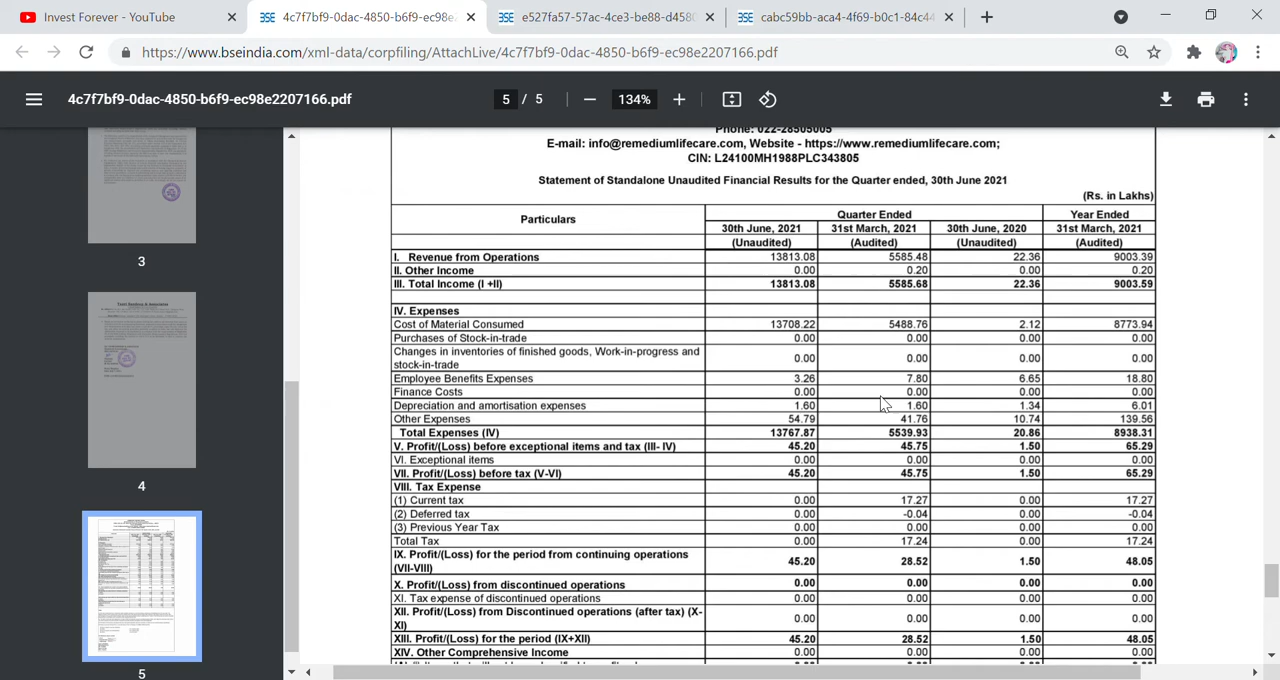 Invest Forever - YouTube
4c7f7bf9-0dac-4850-b6f9-ec98e
e527fa57-57ac-4ce3-be88-d4580
cabc59bb-aca4-4f69-b0c1-84c44
https://www.bseindia.com/xml-data/corpfiling/AttachLive/4c7f7bf9-0dac-4850-b6f9-ec98e2207166.pdf
4c7f7bf9-0dac-4850-b6f9-ec98e2207166.pdf 5 / 5 134%
3
4
5
Phone: 022-28505005
E-mail: info@remediumlifecare.com, Website - https://www.remediumlifecare.com;
CIN: L24100MH1988PLC343805
Statement of Standalone Unaudited Financial Results for the Quarter ended, 30th June 2021
(Rs. in Lakhs)
Particulars Quarter Ended Year Ended
30th June, 2021 31st March, 2021 30th June, 2020 31st March, 2021
(Unaudited) (Audited) (Unaudited) (Audited)
I. Revenue from Operations 13813.08 5585.48 22.36 9003.39
II. Other Income 0.00 0.20 0.00 0.20
III. Total Income (I +II) 13813.08 5585.68 22.36 9003.59
IV. Expenses
Cost of Material Consumed 13708.22 5488.76 2.12 8773.94
Purchases of Stock-in-trade 0.00 0.00 0.00 0.00
Changes in inventories of finished goods, Work-in-progress and
stock-in-trade 0.00 0.00 0.00 0.00
Employee Benefits Expenses 3.26 7.80 6.65 18.80
Finance Costs 0.00 0.00 0.00 0.00
Depreciation and amortisation expenses 1.60 1.60 1.34 6.01
Other Expenses 54.79 41.76 10.74 139.56
Total Expenses (IV) 13767.87 5539.93 20.86 8938.31
V. Profit/(Loss) before exceptional items and tax (III- IV) 45.20 45.75 1.50 65.29
VI. Exceptional items 0.00 0.00 0.00 0.00
VII. Profit/(Loss) before tax (V-VI) 45.20 45.75 1.50 65.29
VIII. Tax Expense
(1) Current tax 0.00 17.27 0.00 17.27
(2) Deferred tax 0.00 -0.04 0.00 -0.04
(3) Previous Year Tax 0.00 0.00 0.00 0.00
Total Tax 0.00 17.24 0.00 17.24
IX. Profit/(Loss) for the period from continuing operations
(VII-VIII) 45.20 28.52 1.50 48.05
X. Profit/(Loss) from discontinued operations 0.00 0.00 0.00 0.00
XI. Tax expense of discontinued operations 0.00 0.00 0.00 0.00
XII. Profit/(Loss) from Discontinued operations (after tax) (X-
XI) 0.00 0.00 0.00 0.00
XIII. Profit/(Loss) for the period (IX+XII) 45.20 28.52 1.50 48.05
XIV. Other Comprehensive Income 0.00 0.00 0.00 0.00